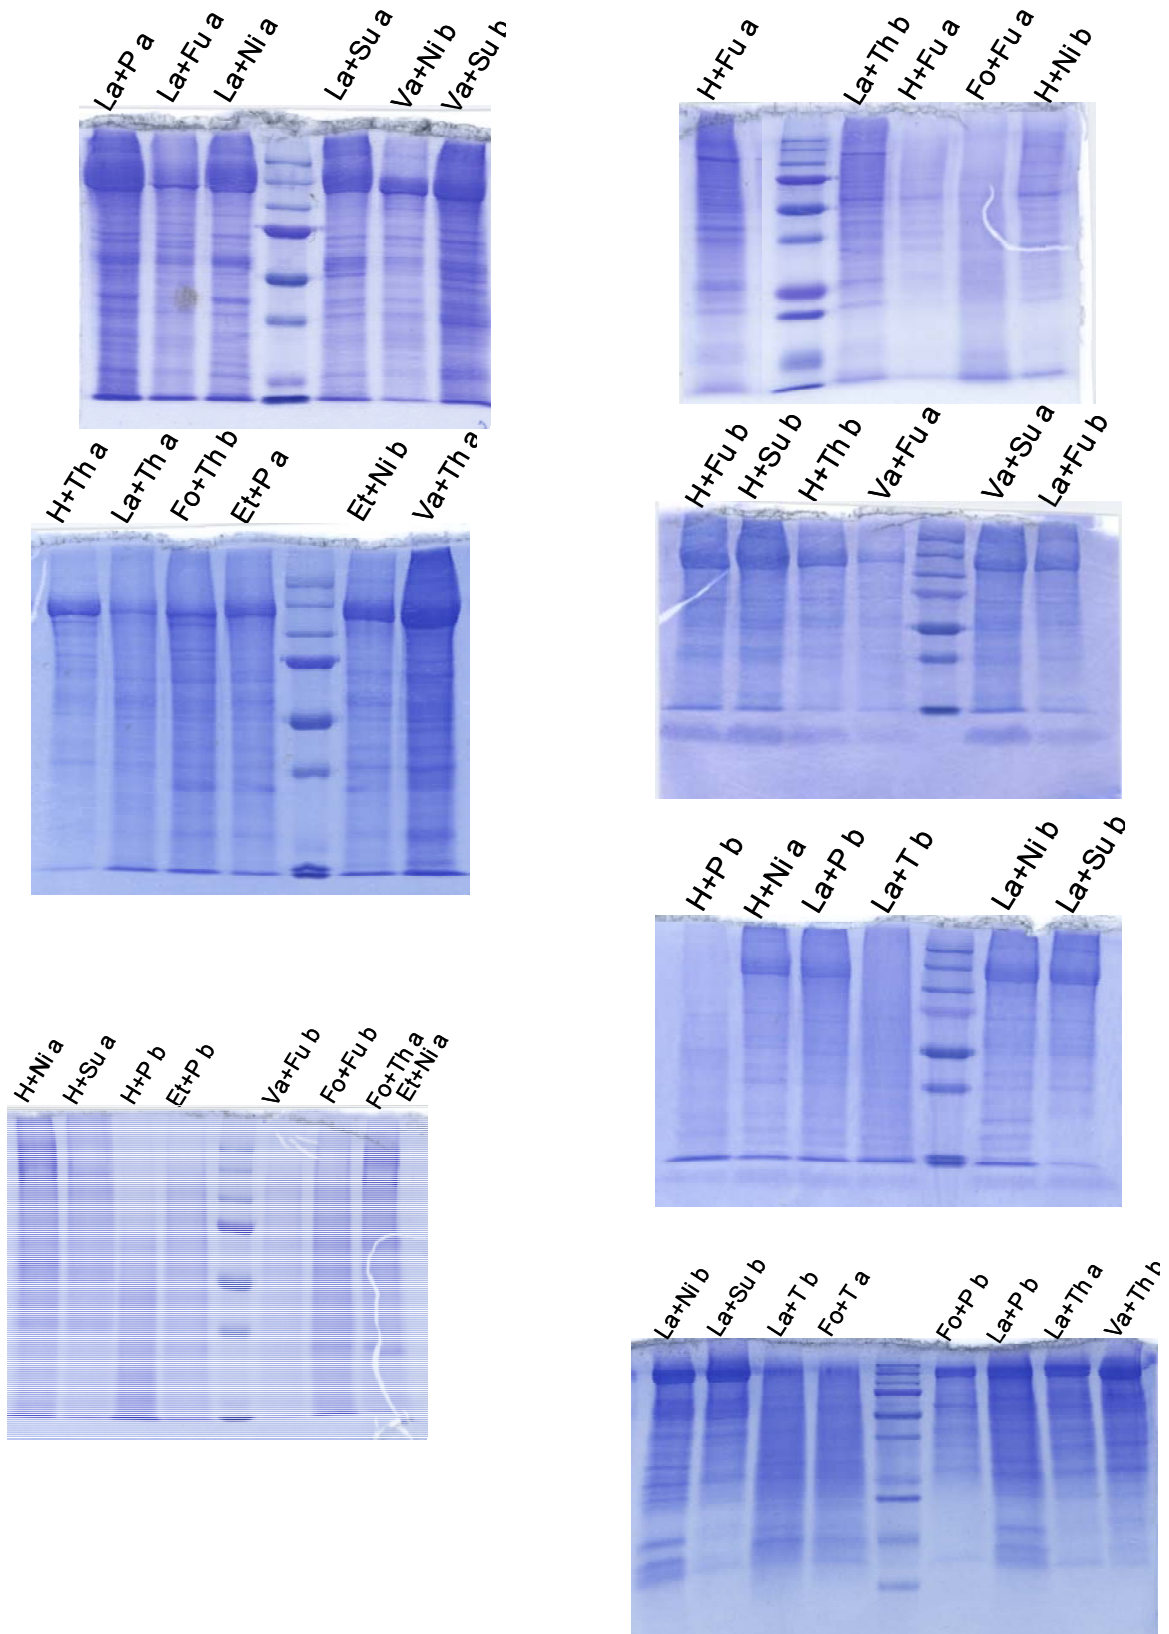 La+P a La+Fu a La+Ni a La+Su a Va+Ni b Va+Su b
H+Fu a La+Th b H+Fu a Fo+Fu a H+Ni b
H+Th a La+Th a Fo+Th b Et+P a Et+Ni b Va+Th a
H+Fu b H+Su b H+Th b Va+Fu a Va+Su a La+Fu b
H+P b H+Ni a La+P b La+T b La+Ni b La+Su b
H+Ni a H+Su a H+P b Et+P b Va+Fu b Fo+Fu b Fo+Th a Et+Ni a
La+Ni b La+Su b La+T b Fo+T a Fo+P b La+P b La+Th a Va+Th b